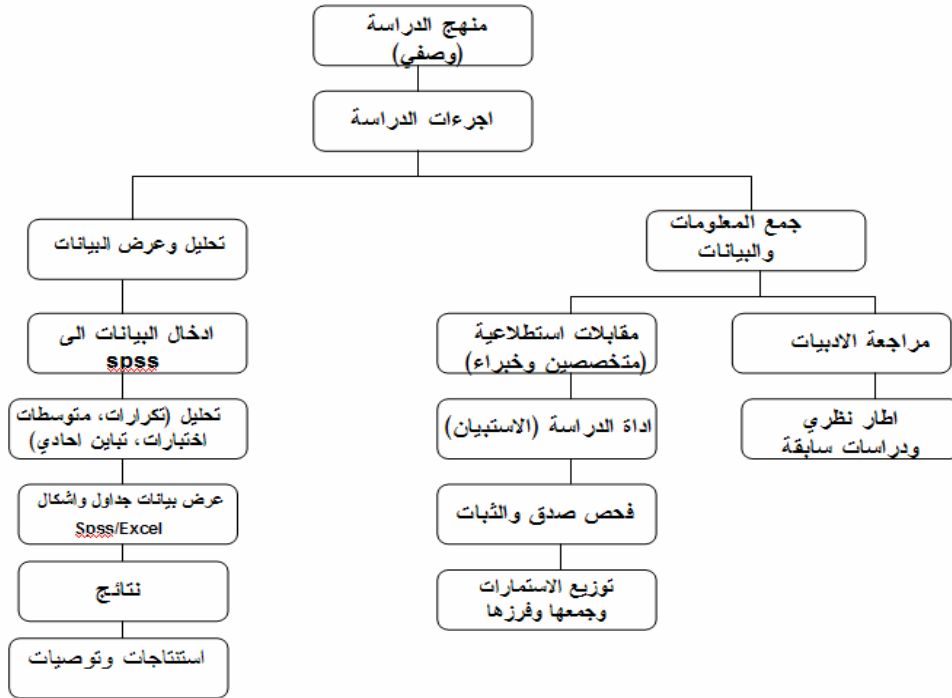 منهج الدراسة
(وصفي)
اجرءات الدراسة
جمع المعلومات
والبيانات
مراجعة الادبيات
اطار نظري
ودراسات سابقة
مقابلات استطلاعية
(متخصصين وخبراء)
اداة الدراسة (الاستبيان)
فحص صدق والثبات
توزيع الاستمارات
وجمعها وفرزها
تحليل وعرض البيانات
ادخال البيانات الى
spss
تحليل (تكرارات، متوسطات
اختبارات، تباين احادي)
عرض بيانات جداول واشكال
Spss/Excel
نتائج
استنتاجات وتوصيات